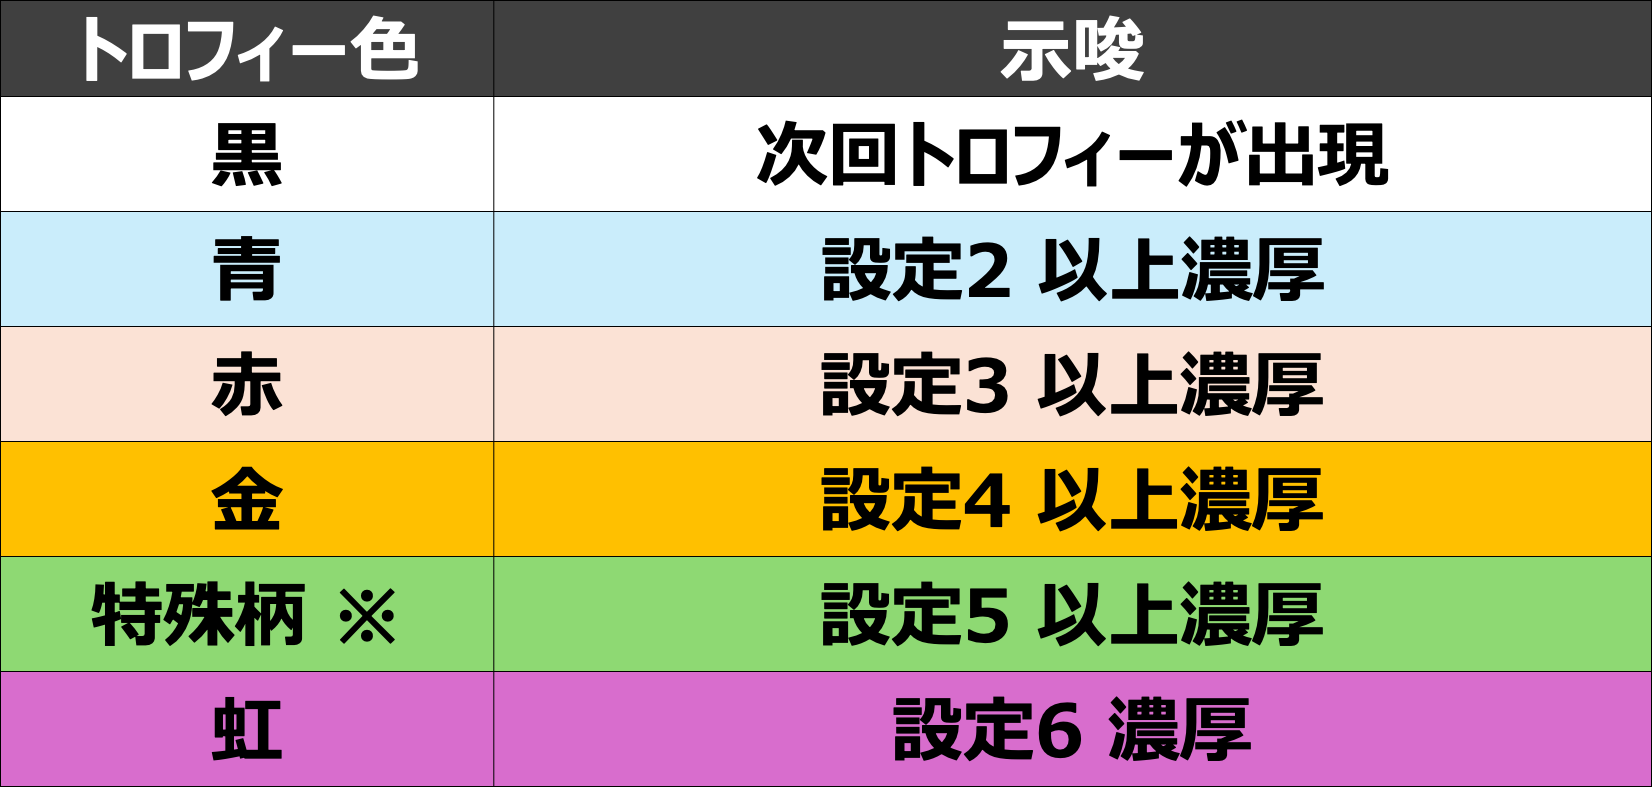 トロフィー色 示唆
黒 次回トロフィーが出現
青 設定2 以上濃厚
赤 設定3 以上濃厚
金 設定4 以上濃厚
特殊柄 ※ 設定5 以上濃厚
虹 設定6 濃厚